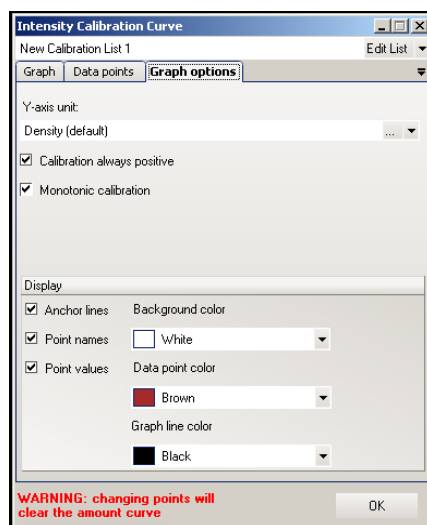 Intensity Calibration Curve
New Calibration List 1 Edit List
Graph Data points Graph options
Y-axis unit:
Density (default) ...
Calibration always positive
Monotonic calibration
Display
Anchor lines Background color
Point names White
Point values Data point color
Brown
Graph line color
Black
WARNING: changing points will
clear the amount curve OK